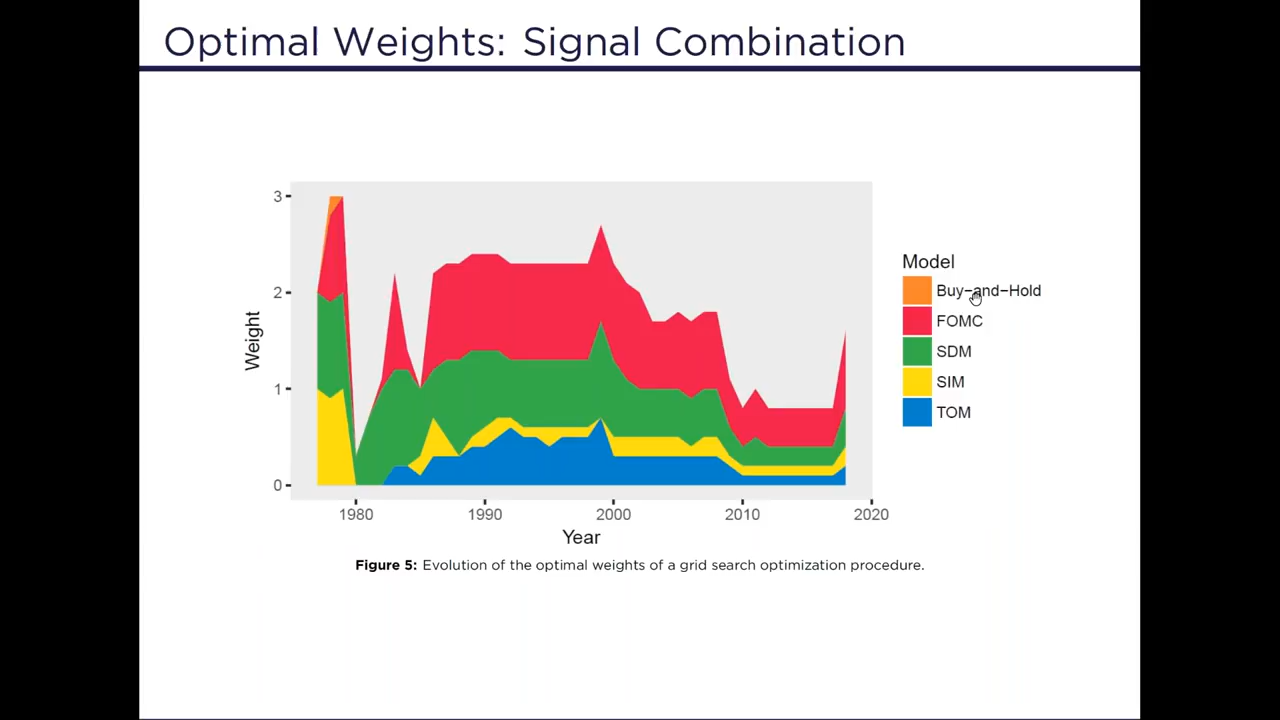 Optimal Weights: Signal Combination
3
2
1
0
Weight
1980 1990 2000 2010 2020
Year
Model
Buy-and-Hold
FOMC
SDM
SIM
TOM
Figure 5: Evolution of the optimal weights of a grid search optimization procedure.